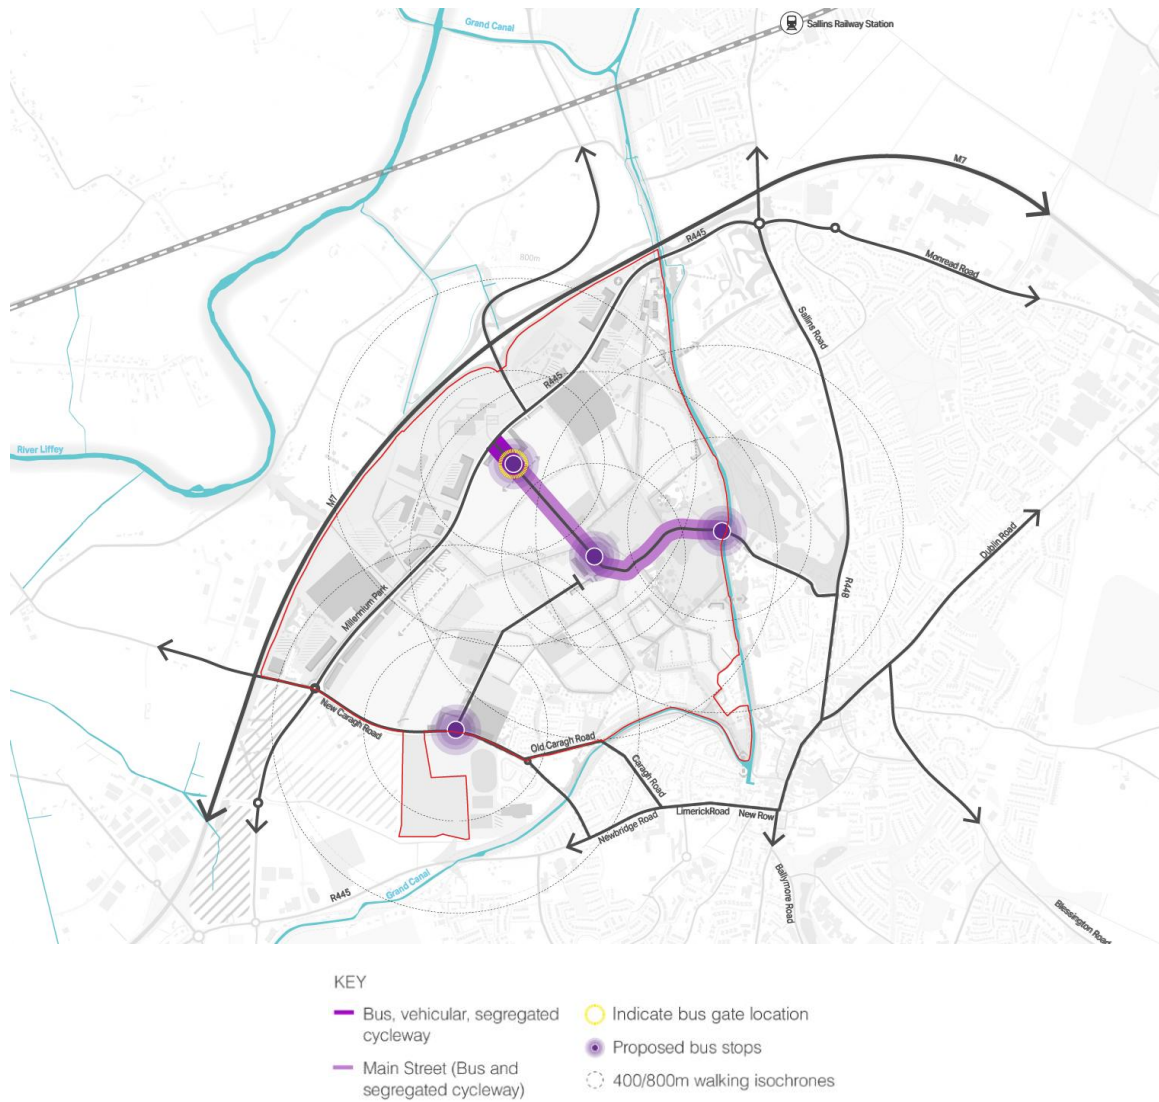 Grand Canal
Sallins Railway Station
M7
R445
800m
Monread Road
Sallins Road
R445
River Liffey
M7
Dublin Road
Millennium Park
R448
New Caragh Road
Old Caragh Road
Caragh Road
LimerickRoad
New Row
Newbridge Road
R445
Grand Canal
Ballymore Road
Blessington Road
KEY
Bus, vehicular, segregated
cycleway
Main Street (Bus and
segregated cycleway)
Indicate bus gate location
Proposed bus stops
400/800m walking isochrones